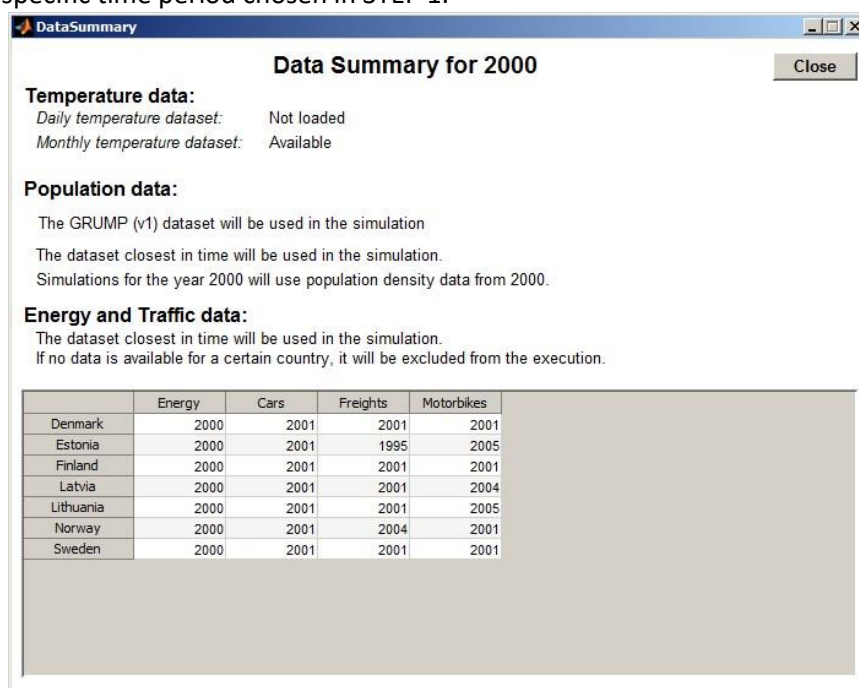 specific time period chosen in STEP 1.
DataSummary
Data Summary for 2000
Close
Temperature data:
Daily temperature dataset: Not loaded
Monthly temperature dataset: Available
Population data:
The GRUMP (v1) dataset will be used in the simulation
The dataset closest in time will be used in the simulation.
Simulations for the year 2000 will use population density data from 2000.
Energy and Traffic data:
The dataset closest in time will be used in the simulation.
If no data is available for a certain country, it will be excluded from the execution.
Energy Cars Freights Motorbikes
Denmark 2000 2001 2001 2001
Estonia 2000 2001 1995 2005
Finland 2000 2001 2001 2001
Latvia 2000 2001 2001 2004
Lithuania 2000 2001 2001 2005
Norway 2000 2001 2004 2001
Sweden 2000 2001 2001 2001